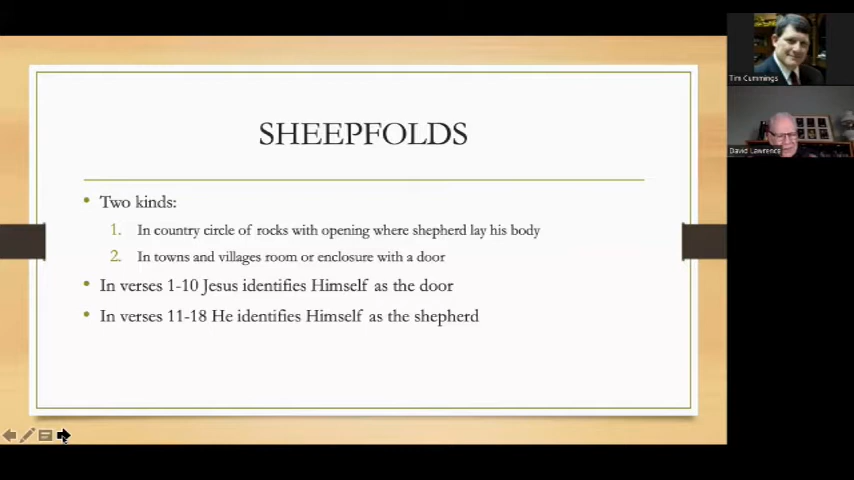 SHEEPFOLDS
• Two kinds:
1. In country circle of rocks with opening where shepherd lay his body
2. In towns and villages room or enclosure with a door
• In verses 1-10 Jesus identifies Himself as the door
• In verses 11-18 He identifies Himself as the shepherd
Tim Cummings
David Lawrence